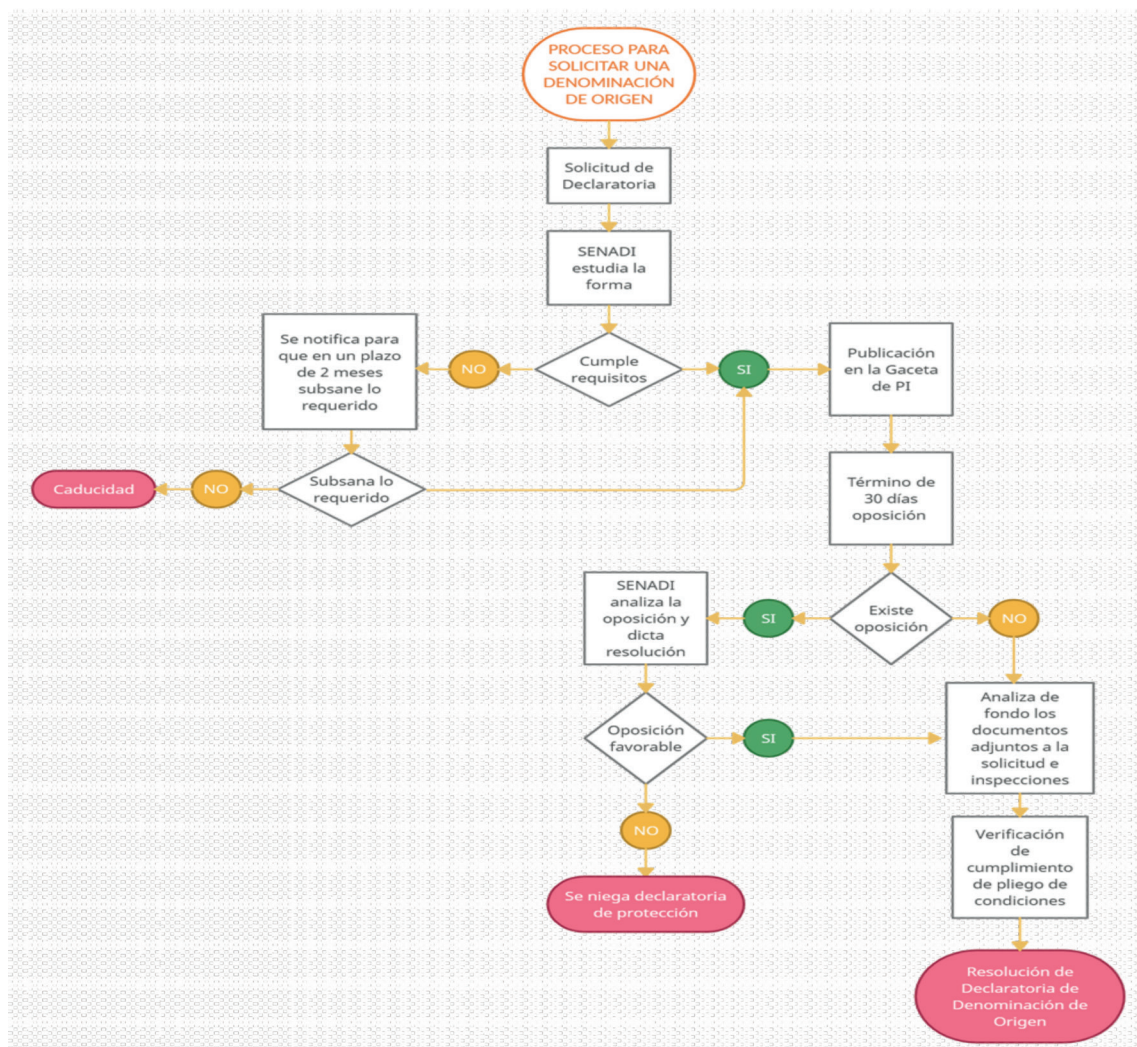 PROCESO PARA
SOLICITAR UNA
DENOMINACIÓN
DE ORIGEN
Solicitud de
Declaratoria
SENADI
estudia la
forma
Cumple
requisitos
NO
SI
Se notifica para
que en un plazo
de 2 meses
subsane lo
requerido
Subsana lo
requerido
NO
Caducidad
Publicación
en la Gaceta
de PI
Término de
30 días
oposición
Existe
oposición
SI
NO
SENADI
analiza la
oposición y
dicta
resolución
Oposición
favorable
SI
NO
Se niega declaratoria
de protección
Analiza de
fondo los
documentos
adjuntos a la
solicitud e
inspecciones
Verificación
de
cumplimiento
de pliego de
condiciones
Resolución de
Declaratoria de
Denominación de
Origen